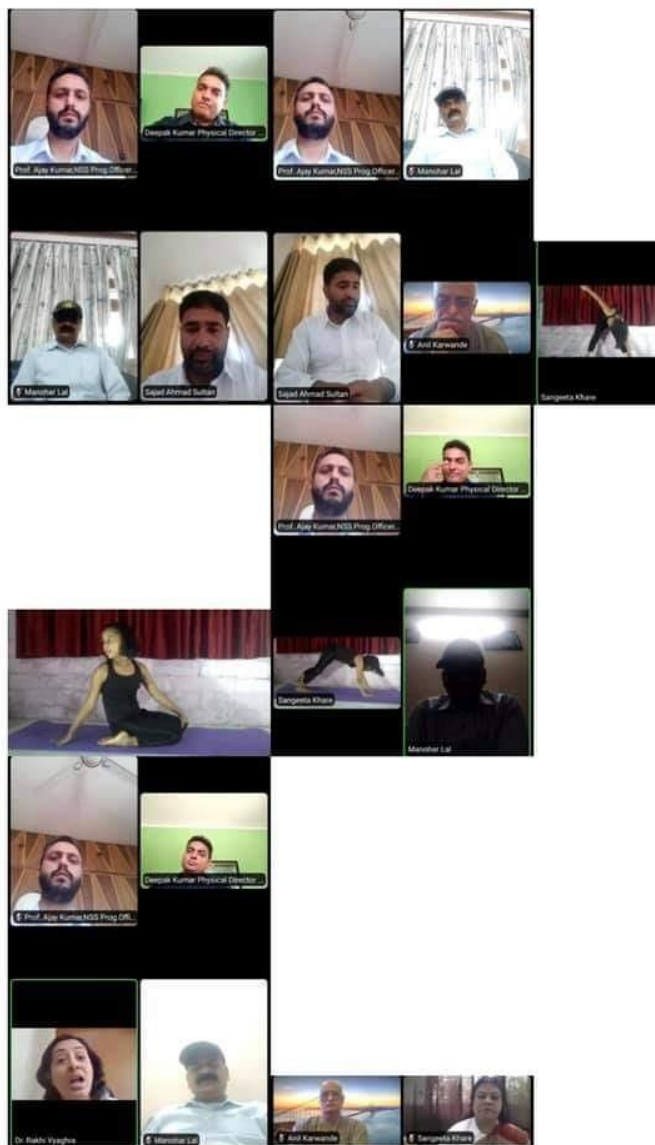 Prof. Ajay Kumar,NSS Prog.Officer...
Deepak Kumar Physical Director ...
Prof. Ajay Kumar,NSS Prog.Officer...
Manohar Lal
Manohar Lal
Sajad Ahmad Sultan
Sajad Ahmad Sultan
Anil Karwande
Sangeeta Khare
Prof. Ajay Kumar,NSS Prog.Officer...
Deepak Kumar Physical Director ...
Sangeeta Khare
Manohar Lal
Prof. Ajay Kumar,NSS Prog.Offi...
Deepak Kumar Physical Director ...
Dr. Rakhi Vyaghra
Manohar Lal
Anil Karwande
Sangeeta Khare